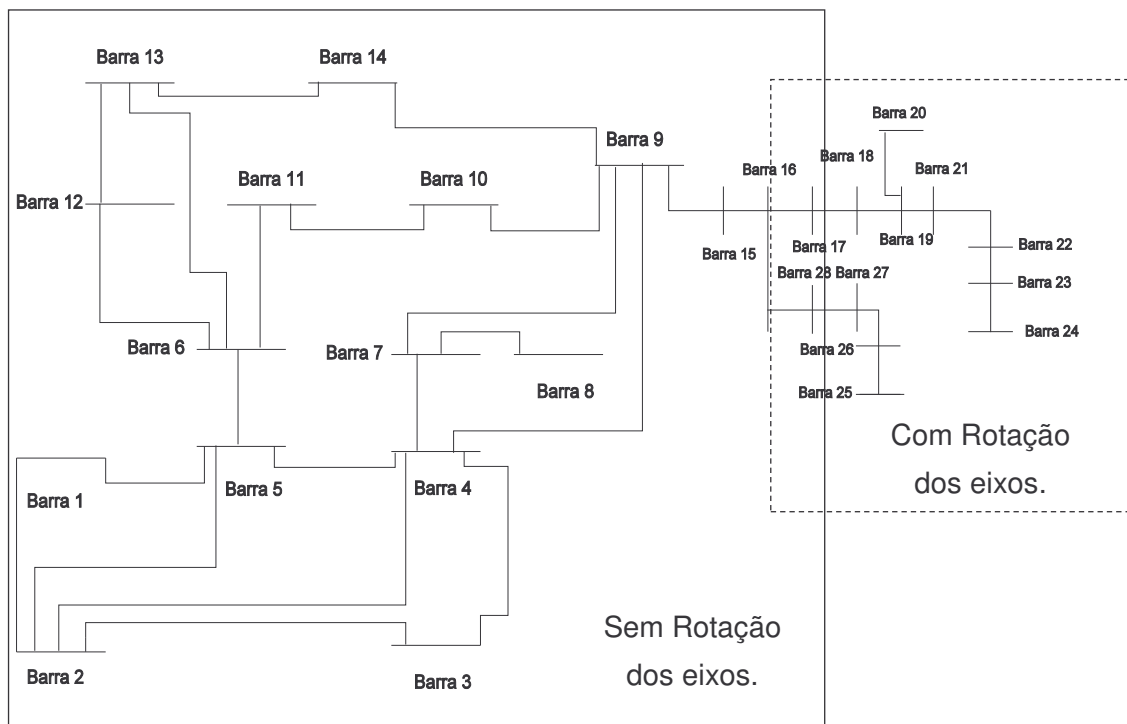 Barra 13
Barra 14
Barra 20
Barra 9
Barra 18
Barra 16
Barra 21
Barra 11
Barra 10
Barra 12
Barra 19
Barra 17
Barra 15
Barra 22
Barra 28
Barra 27
Barra 23
Barra 24
Barra 6
Barra 7
Barra 26
Barra 8
Barra 25
Com Rotação
dos eixos.
Barra 1
Barra 5
Barra 4
Sem Rotação
dos eixos.
Barra 2
Barra 3